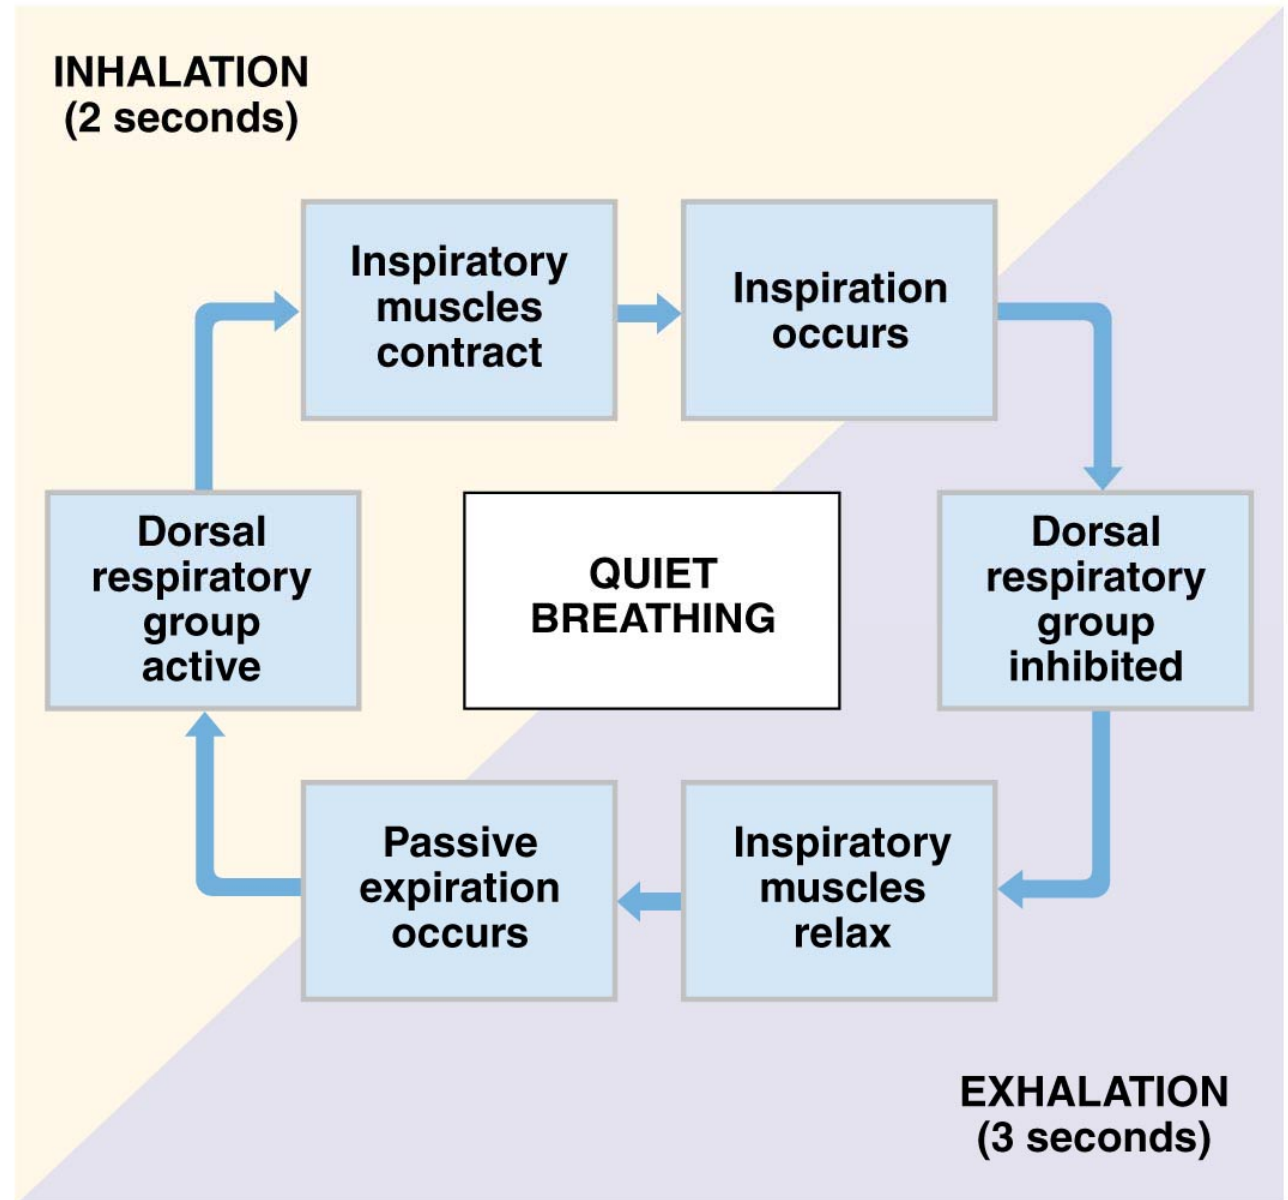 INHALATION
(2 seconds)
Inspiratory
muscles
contract
Inspiration
occurs
Dorsal
respiratory
group
active
QUIET
BREATHING
Dorsal
respiratory
group
inhibited
Passive
expiration
occurs
Inspiratory
muscles
relax
EXHALATION
(3 seconds)